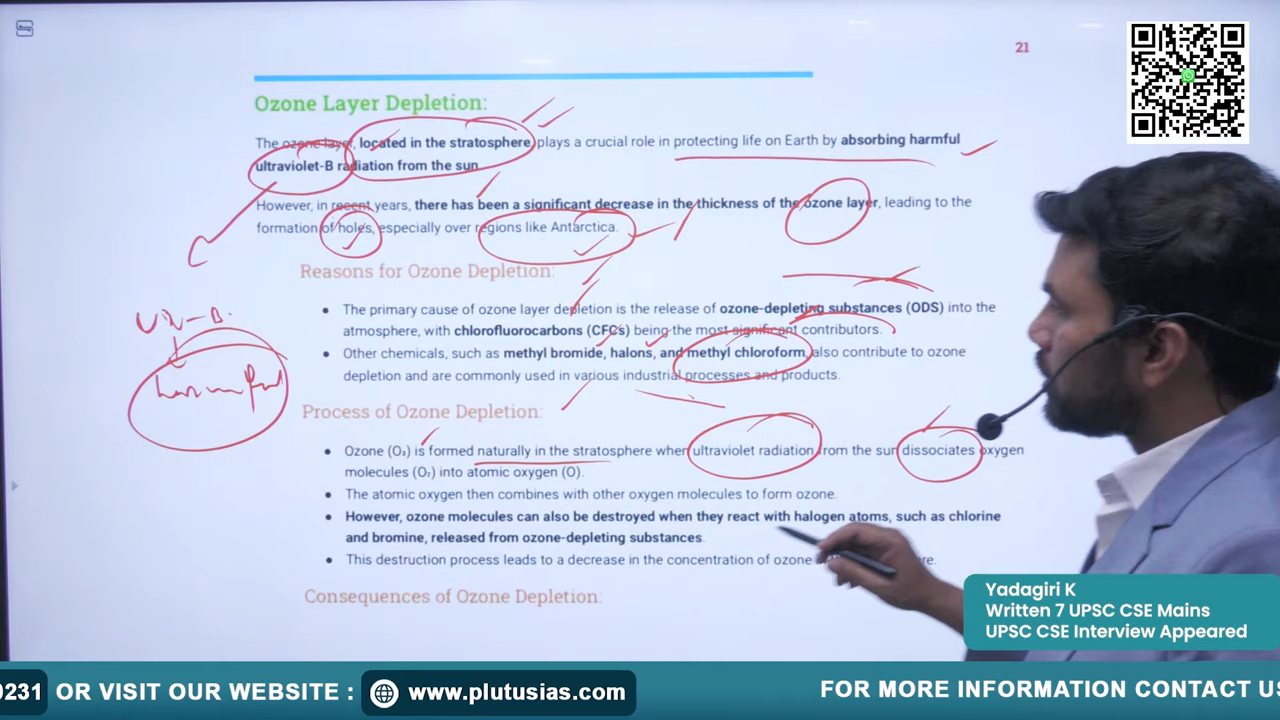 21
Ozone Layer Depletion:
The ozone layer, located in the stratosphere, plays a crucial role in protecting life on Earth by absorbing harmful
ultraviolet-B radiation from the sun.
However, in recent years, there has been a significant decrease in the thickness of the ozone layer, leading to the
formation of holes, especially over regions like Antarctica.
Reasons for Ozone Depletion:
• The primary cause of ozone layer depletion is the release of ozone-depleting substances (ODS) into the
atmosphere, with chlorofluorocarbons (CFCs) being the most significant contributors.
• Other chemicals, such as methyl bromide, halons, and methyl chloroform, also contribute to ozone
depletion and are commonly used in various industrial processes and products.
UV-B
harmful
Process of Ozone Depletion:
• Ozone (O₃) is formed naturally in the stratosphere when ultraviolet radiation from the sun dissociates oxygen
molecules (O₂) into atomic oxygen (O).
• The atomic oxygen then combines with other oxygen molecules to form ozone.
• However, ozone molecules can also be destroyed when they react with halogen atoms, such as chlorine
and bromine, released from ozone-depleting substances.
• This destruction process leads to a decrease in the concentration of ozone
Consequences of Ozone Depletion:
Yadagiri K
Written 7 UPSC CSE Mains
UPSC CSE Interview Appeared
0231 OR VISIT OUR WEBSITE : www.plutusias.com FOR MORE INFORMATION CONTACT US